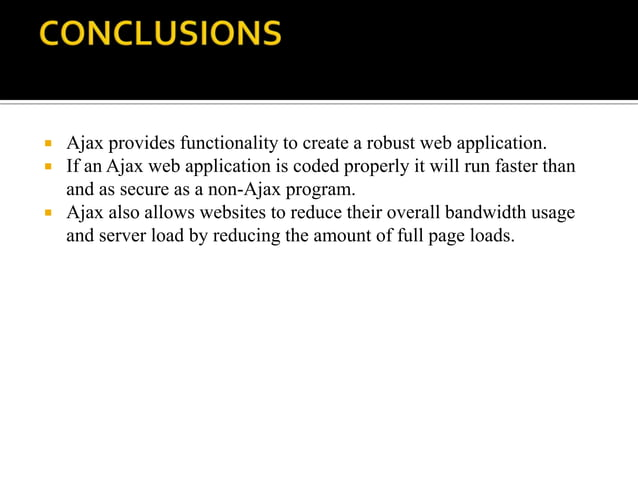 CONCLUSIONS
Ajax provides functionality to create a robust web application.
If an Ajax web application is coded properly it will run faster than
and as secure as a non-Ajax program.
Ajax also allows websites to reduce their overall bandwidth usage
and server load by reducing the amount of full page loads.